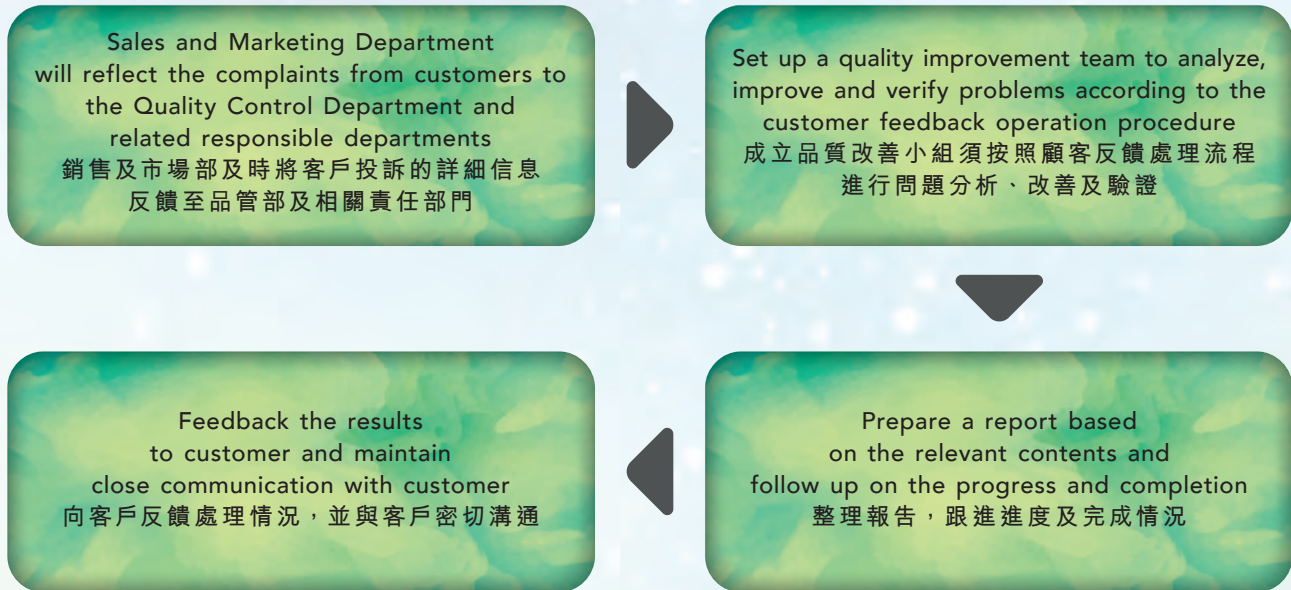 Sales and Marketing Department
will reflect the complaints from customers to
the Quality Control Department and
related responsible departments
銷售及市場部及時將客戶投訴的詳細信息
反饋至品管部及相關責任部門
Set up a quality improvement team to analyze,
improve and verify problems according to the
customer feedback operation procedure
成立品質改善小組須按照顧客反饋處理流程
進行問題分析、改善及驗證
Prepare a report based
on the relevant contents and
follow up on the progress and completion
整理報告，跟進進度及完成情況
Feedback the results
to customer and maintain
close communication with customer
向客戶反饋處理情況，並與客戶密切溝通